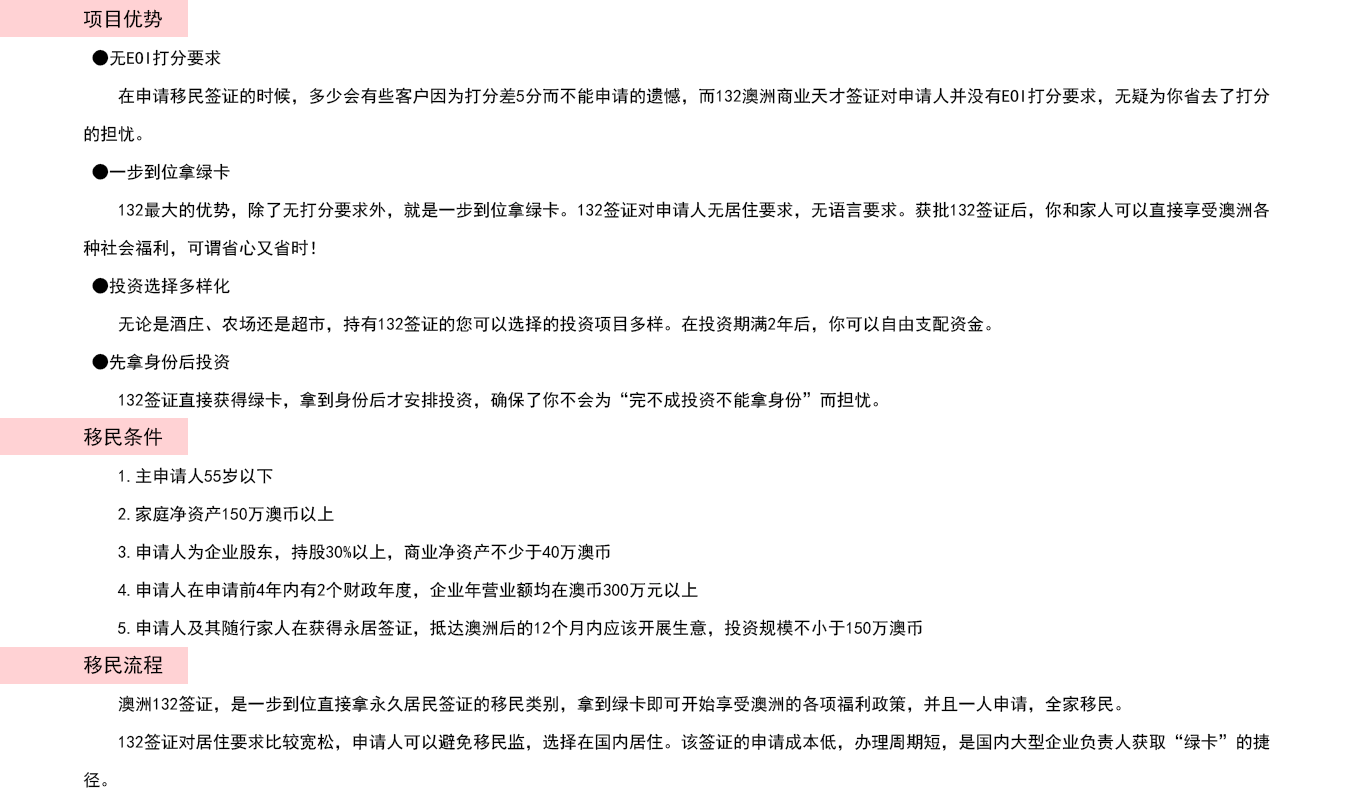 项目优势
●无EOI打分要求
在申请移民签证的时候，多少会有些客户因为打分差5分而不能申请的遗憾，而132澳洲商业天才签证对申请人并没有EOI打分要求，无疑为你省去了打分
的担忧。
●一步到位拿绿卡
132最大的优势，除了无打分要求外，就是一步到位拿绿卡。132签证对申请人无居住要求，无语言要求。获批132签证后，你和家人可以直接享受澳洲各
种社会福利，可谓省心又省时！
●投资选择多样化
无论是酒庄、农场还是超市，持有132签证的您可以选择的投资项目多样。在投资期满2年后，你可以自由支配资金。
●先拿身份后投资
132签证直接获得绿卡，拿到身份后才安排投资，确保了你不会为“完不成投资不能拿身份”而担忧。
移民条件
1.主申请人55岁以下
2.家庭净资产150万澳币以上
3.申请人为企业股东，持股30%以上，商业净资产不少于40万澳币
4.申请人在申请前4年内有2个财政年度，企业年营业额均在澳币300万元以上
5.申请人及其随行家人在获得永居签证，抵达澳洲后的12个月内应该开展生意，投资规模不小于150万澳币
移民流程
澳洲132签证，是一步到位直接拿永久居民签证的移民类别，拿到绿卡即可开始享受澳洲的各项福利政策，并且一人申请，全家移民。
132签证对居住要求比较宽松，申请人可以避免移民监，选择在国内居住。该签证的申请成本低，办理周期短，是国内大型企业负责人获取“绿卡”的捷
径。